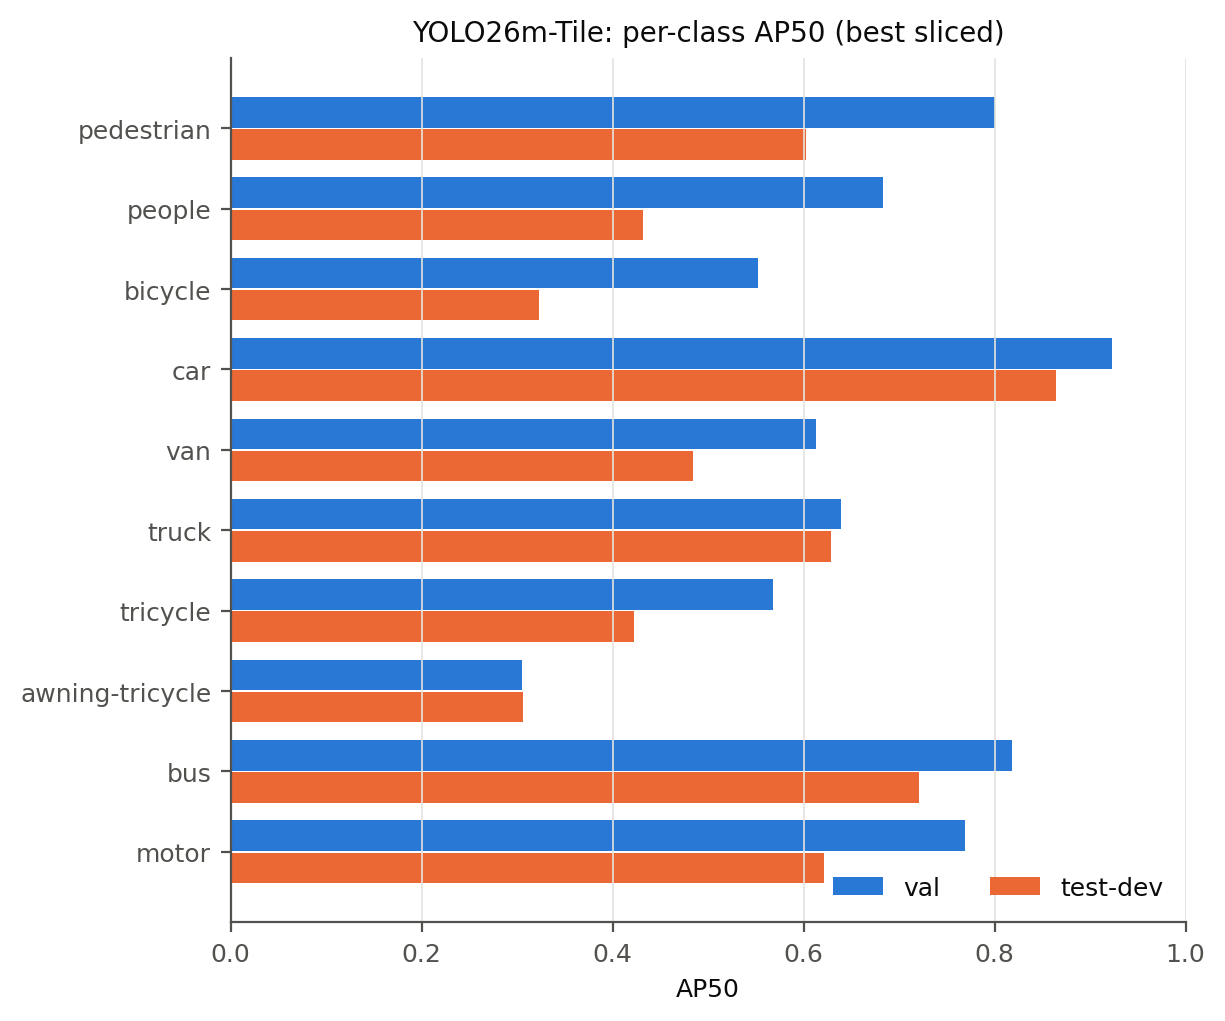 YOLO26m-Tile: per-class AP50 (best sliced)
pedestrian
people
bicycle
car
van
truck
tricycle
awning-tricycle
bus
motor
val
test-dev
0.0 0.2 0.4 0.6 0.8 1.0
AP50